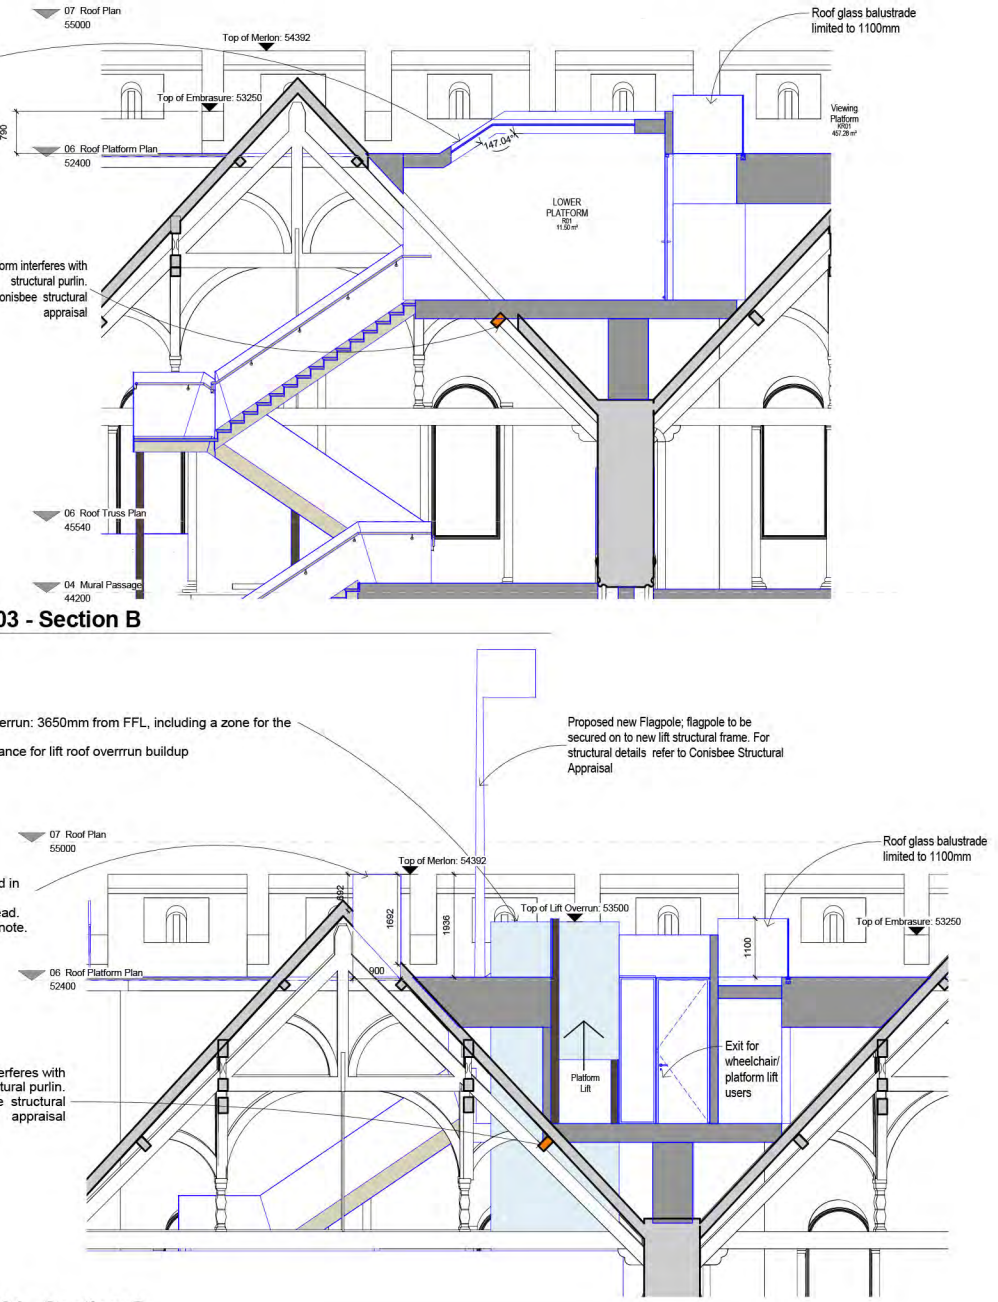 07 Roof Plan
55000
Roof glass balustrade
limited to 1100mm
Top of Merlon: 54392
Top of Embrasure: 53250
Viewing
Platform
KR01
457.28 m²
790
147.04°
06 Roof Platform Plan
52400
LOWER
PLATFORM
R01
11.50 m²
orm interferes with
structural purlin.
onisbee structural
appraisal
06 Roof Truss Plan
45540
04 Mural Passage
44200
03 - Section B
errun: 3650mm from FFL, including a zone for the
ance for lift roof overrrun buildup
Proposed new Flagpole; flagpole to be
secured on to new lift structural frame. For
structural details refer to Conisbee Structural
Appraisal
07 Roof Plan
55000
Roof glass balustrade
limited to 1100mm
Top of Merlon: 54392
d in
ead.
note.
692
1692
1936
Top of Lift Overrun: 53500
Top of Embrasure: 53250
1100
06 Roof Platform Plan
52400
900
Exit for
wheelchair/
platform lift
users
Platform
Lift
erferes with
tural purlin.
e structural
appraisal